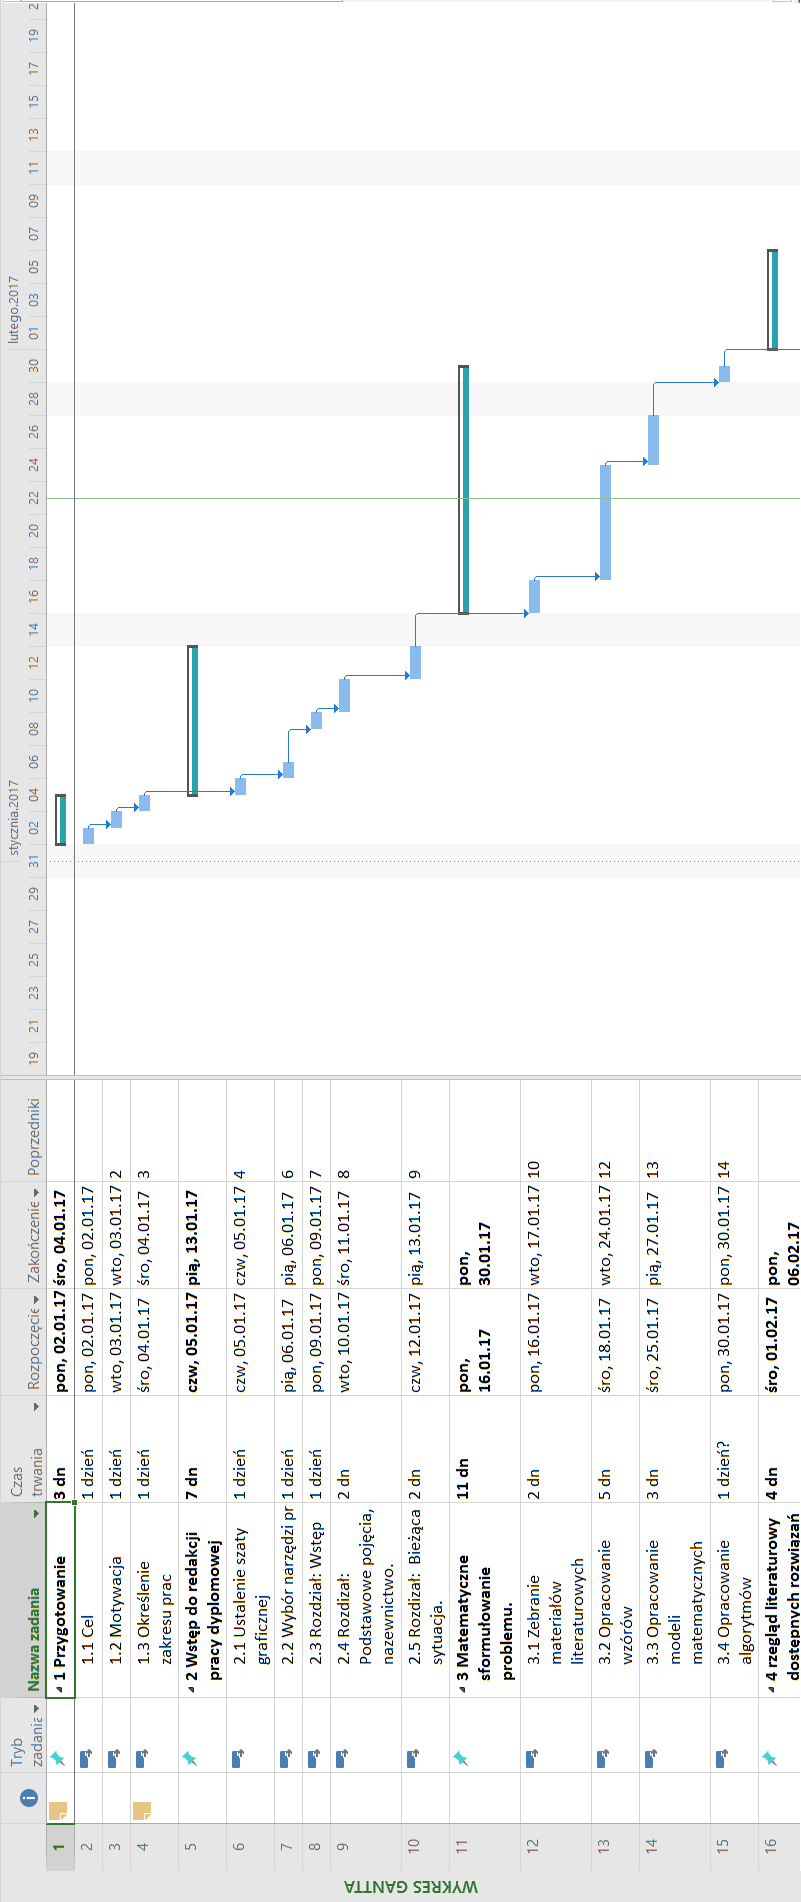 WYKRES GANTTA
Tryb zadania Nazwa zadania Czas trwania Rozpoczęcie Zakończenie Poprzedniki
stycznia.2017 lutego.2017
19 21 23 25 27 29 31 02 04 06 08 10 12 14 16 18 20 22 24 26 28 30 01 03 05 07 09 11 13 15 17 19 2
1 1 Przygotowanie 3 dn pon, 02.01.17 śro, 04.01.17
2 1.1 Cel 1 dzień pon, 02.01.17 pon, 02.01.17
3 1.2 Motywacja 1 dzień wto, 03.01.17 wto, 03.01.17 2
4 1.3 Określenie 1 dzień śro, 04.01.17 śro, 04.01.17 3
zakresu prac
5 2 Wstęp do redakcji 7 dn czw, 05.01.17 pią, 13.01.17
pracy dyplomowej
6 2.1 Ustalenie szaty 1 dzień czw, 05.01.17 czw, 05.01.17 4
graficznej
7 2.2 Wybór narzędzi pr 1 dzień pią, 06.01.17 pią, 06.01.17 6
8 2.3 Rozdział: Wstęp 1 dzień pon, 09.01.17 pon, 09.01.17 7
9 2.4 Rozdizał: 2 dn wto, 10.01.17 śro, 11.01.17 8
Podstawowe pojęcia,
nazewnictwo.
10 2.5 Rozdizał: Bieżąca 2 dn czw, 12.01.17 pią, 13.01.17 9
sytuacja.
11 3 Matematyczne 11 dn pon, pon,
sformułowanie 16.01.17 30.01.17
problemu.
12 3.1 Zebranie 2 dn pon, 16.01.17 wto, 17.01.17 10
materiałów
literaturowych
13 3.2 Opracowanie 5 dn śro, 18.01.17 wto, 24.01.17 12
wzórów
14 3.3 Opracowanie 3 dn śro, 25.01.17 pią, 27.01.17 13
modeli
matematycznych
15 3.4 Opracowanie 1 dzień? pon, 30.01.17 pon, 30.01.17 14
algorytmów
16 4 rzegląd literaturowy 4 dn śro, 01.02.17 pon,
dostępnych rozwiązań 06.02.17